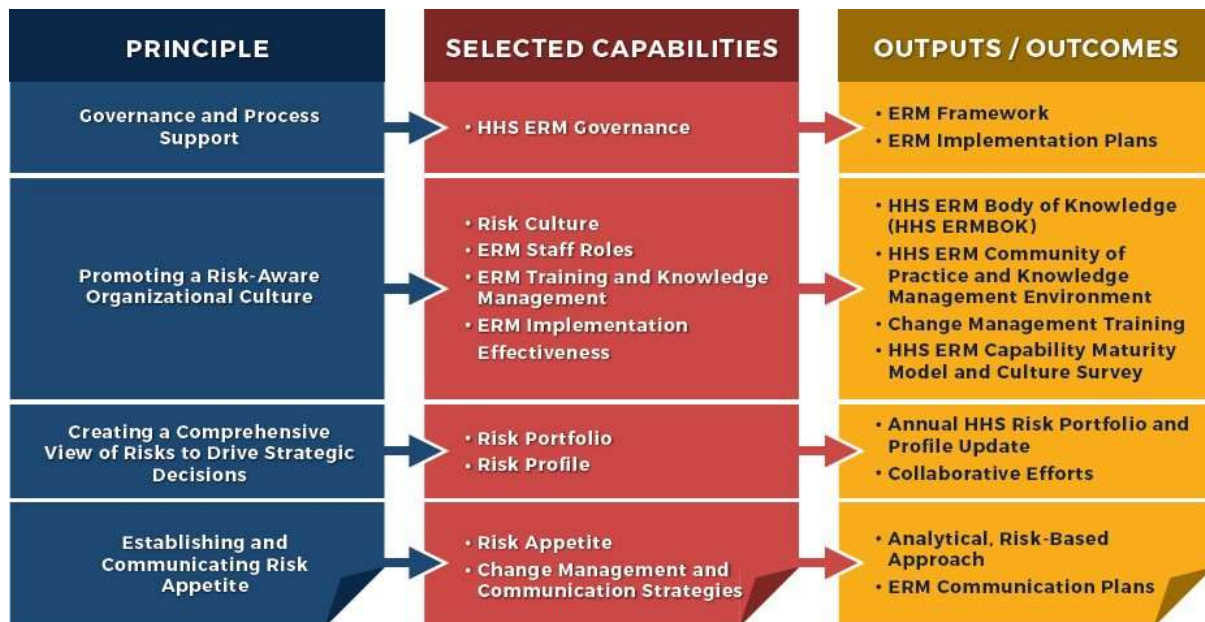 PRINCIPLE
SELECTED CAPABILITIES
OUTPUTS / OUTCOMES
Governance and Process
Support
• HHS ERM Governance
• ERM Framework
• ERM Implementation Plans
Promoting a Risk-Aware
Organizational Culture
• Risk Culture
• ERM Staff Roles
• ERM Training and Knowledge
Management
• ERM Implementation
Effectiveness
• HHS ERM Body of Knowledge
(HHS ERMBOK)
• HHS ERM Community of
Practice and Knowledge
Management Environment
• Change Management Training
• HHS ERM Capability Maturity
Model and Culture Survey
Creating a Comprehensive
View of Risks to Drive Strategic
Decisions
• Risk Portfolio
• Risk Profile
• Annual HHS Risk Portfolio and
Profile Update
• Collaborative Efforts
Establishing and
Communicating Risk
Appetite
• Risk Appetite
• Change Management and
Communication Strategies
• Analytical, Risk-Based
Approach
• ERM Communication Plans